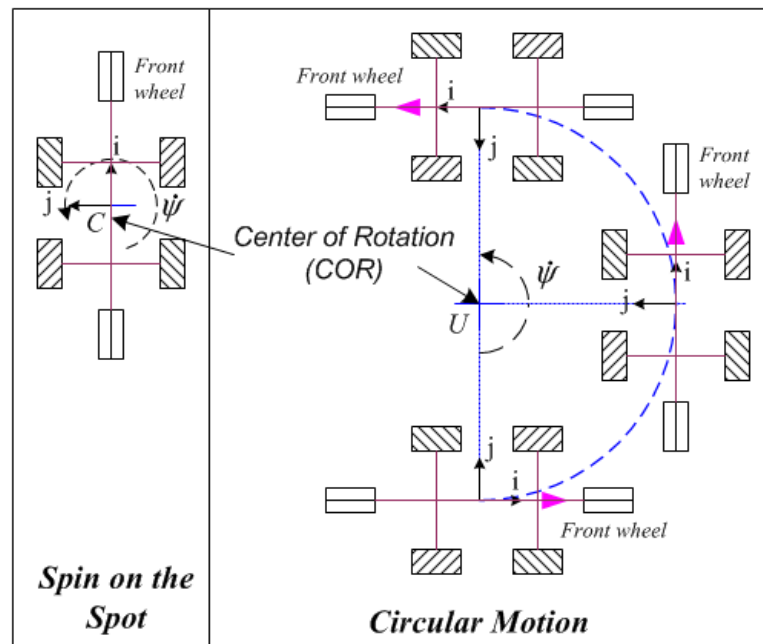 Front
wheel
i
j
C
ψ̇
Spin on the
Spot
Center of Rotation
(COR)
Front wheel
i
j
Front
wheel
i
j
ψ̇
U
j
i
Front wheel
Circular Motion